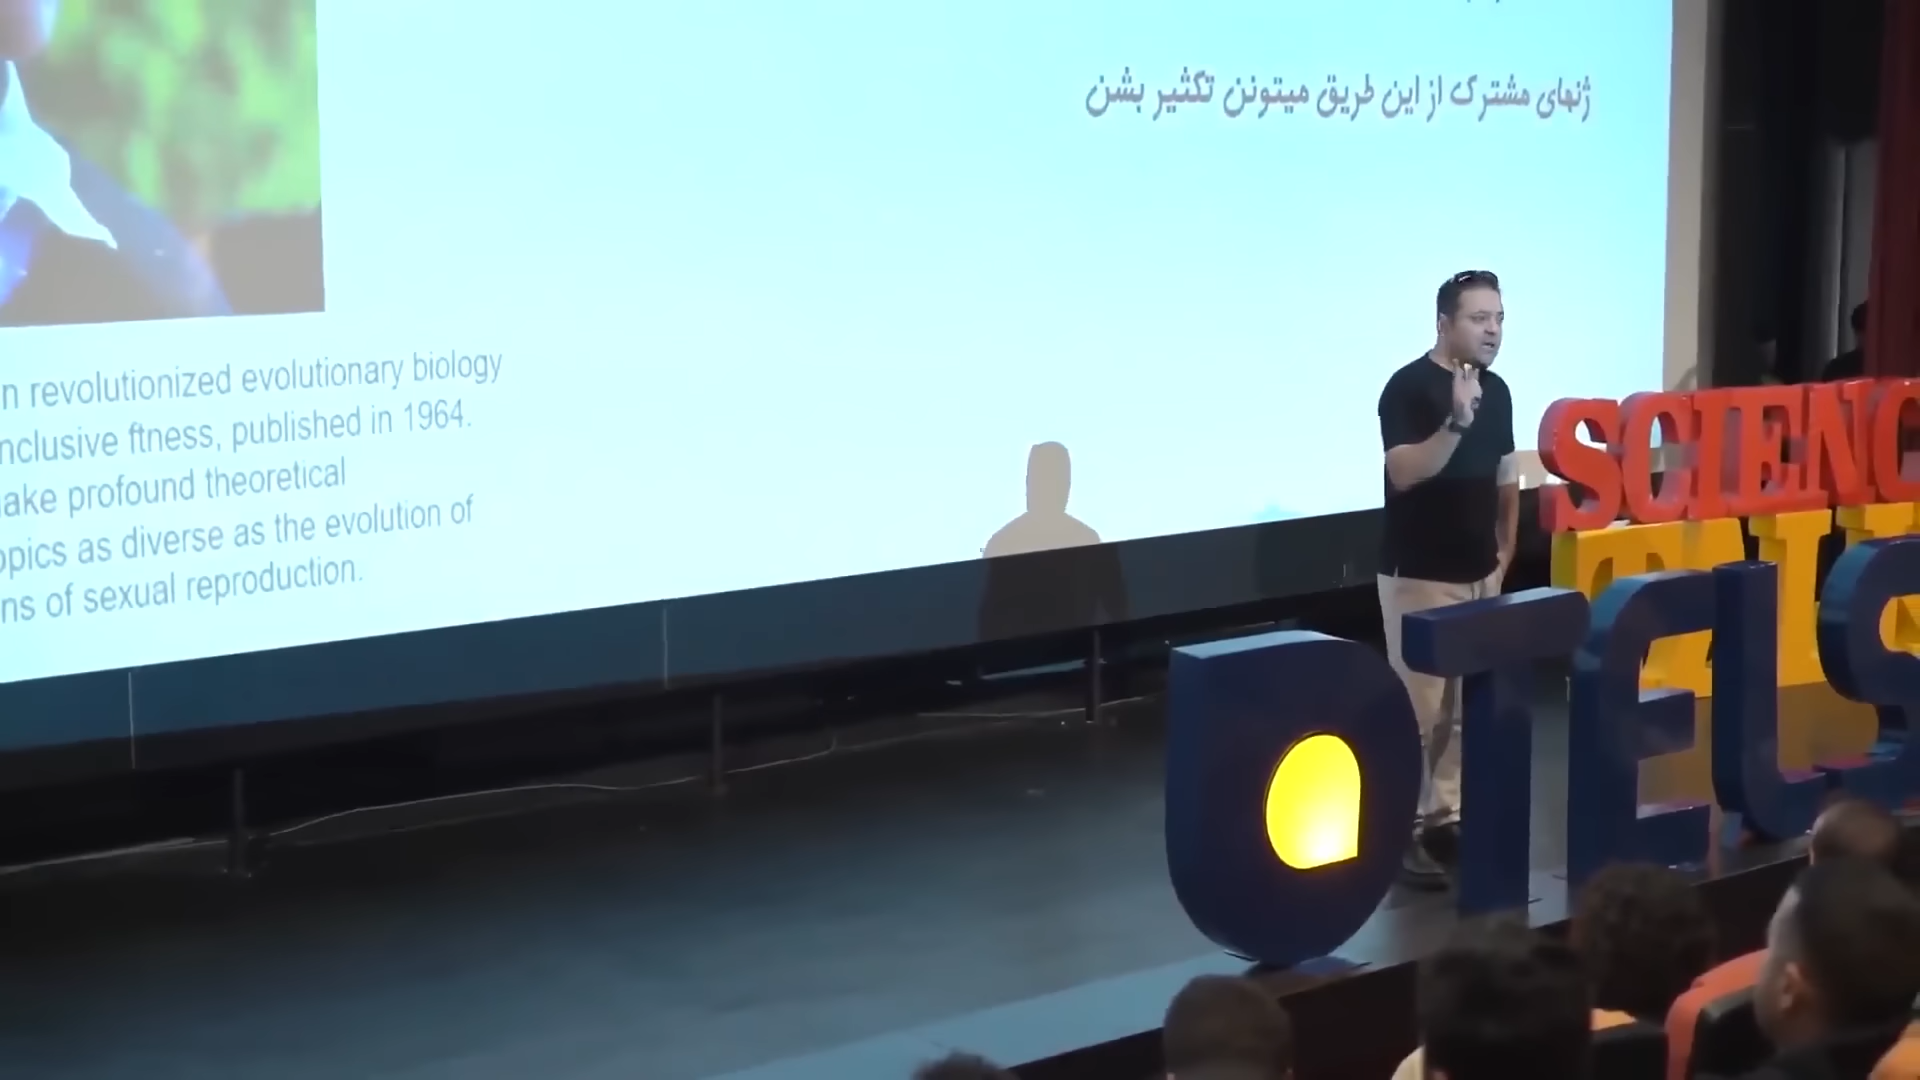 ژنهای مشترک از این طریق میتونن تکثیر بشن
n revolutionized evolutionary biology
nclusive ftness, published in 1964.
ake profound theoretical
opics as diverse as the evolution of
ns of sexual reproduction.
SCIENC
TELS